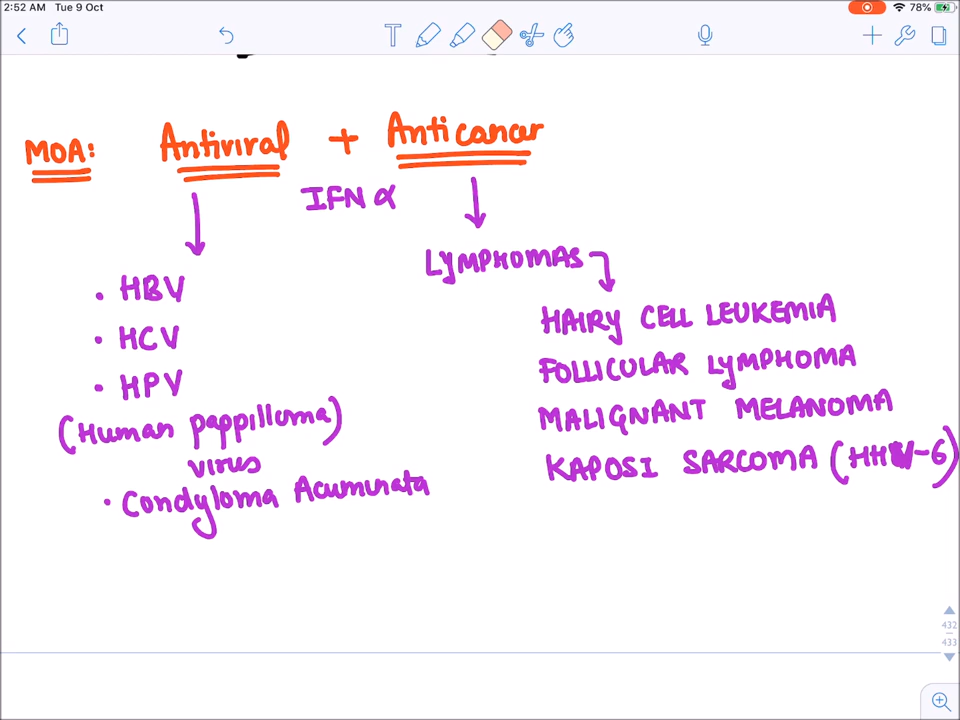 2:52 AM Tue 9 Oct 78%
MOA: Antiviral + Anticancer
IFN α
LYMPHOMAS
• HBV
• HCV
• HPV
(Human pappilloma)
virus
• Condyloma Acuminata
HAIRY CELL LEUKEMIA
FOLLICULAR LYMPHOMA
MALIGNANT MELANOMA
KAPOSI SARCOMA (HHV-6)
432
433